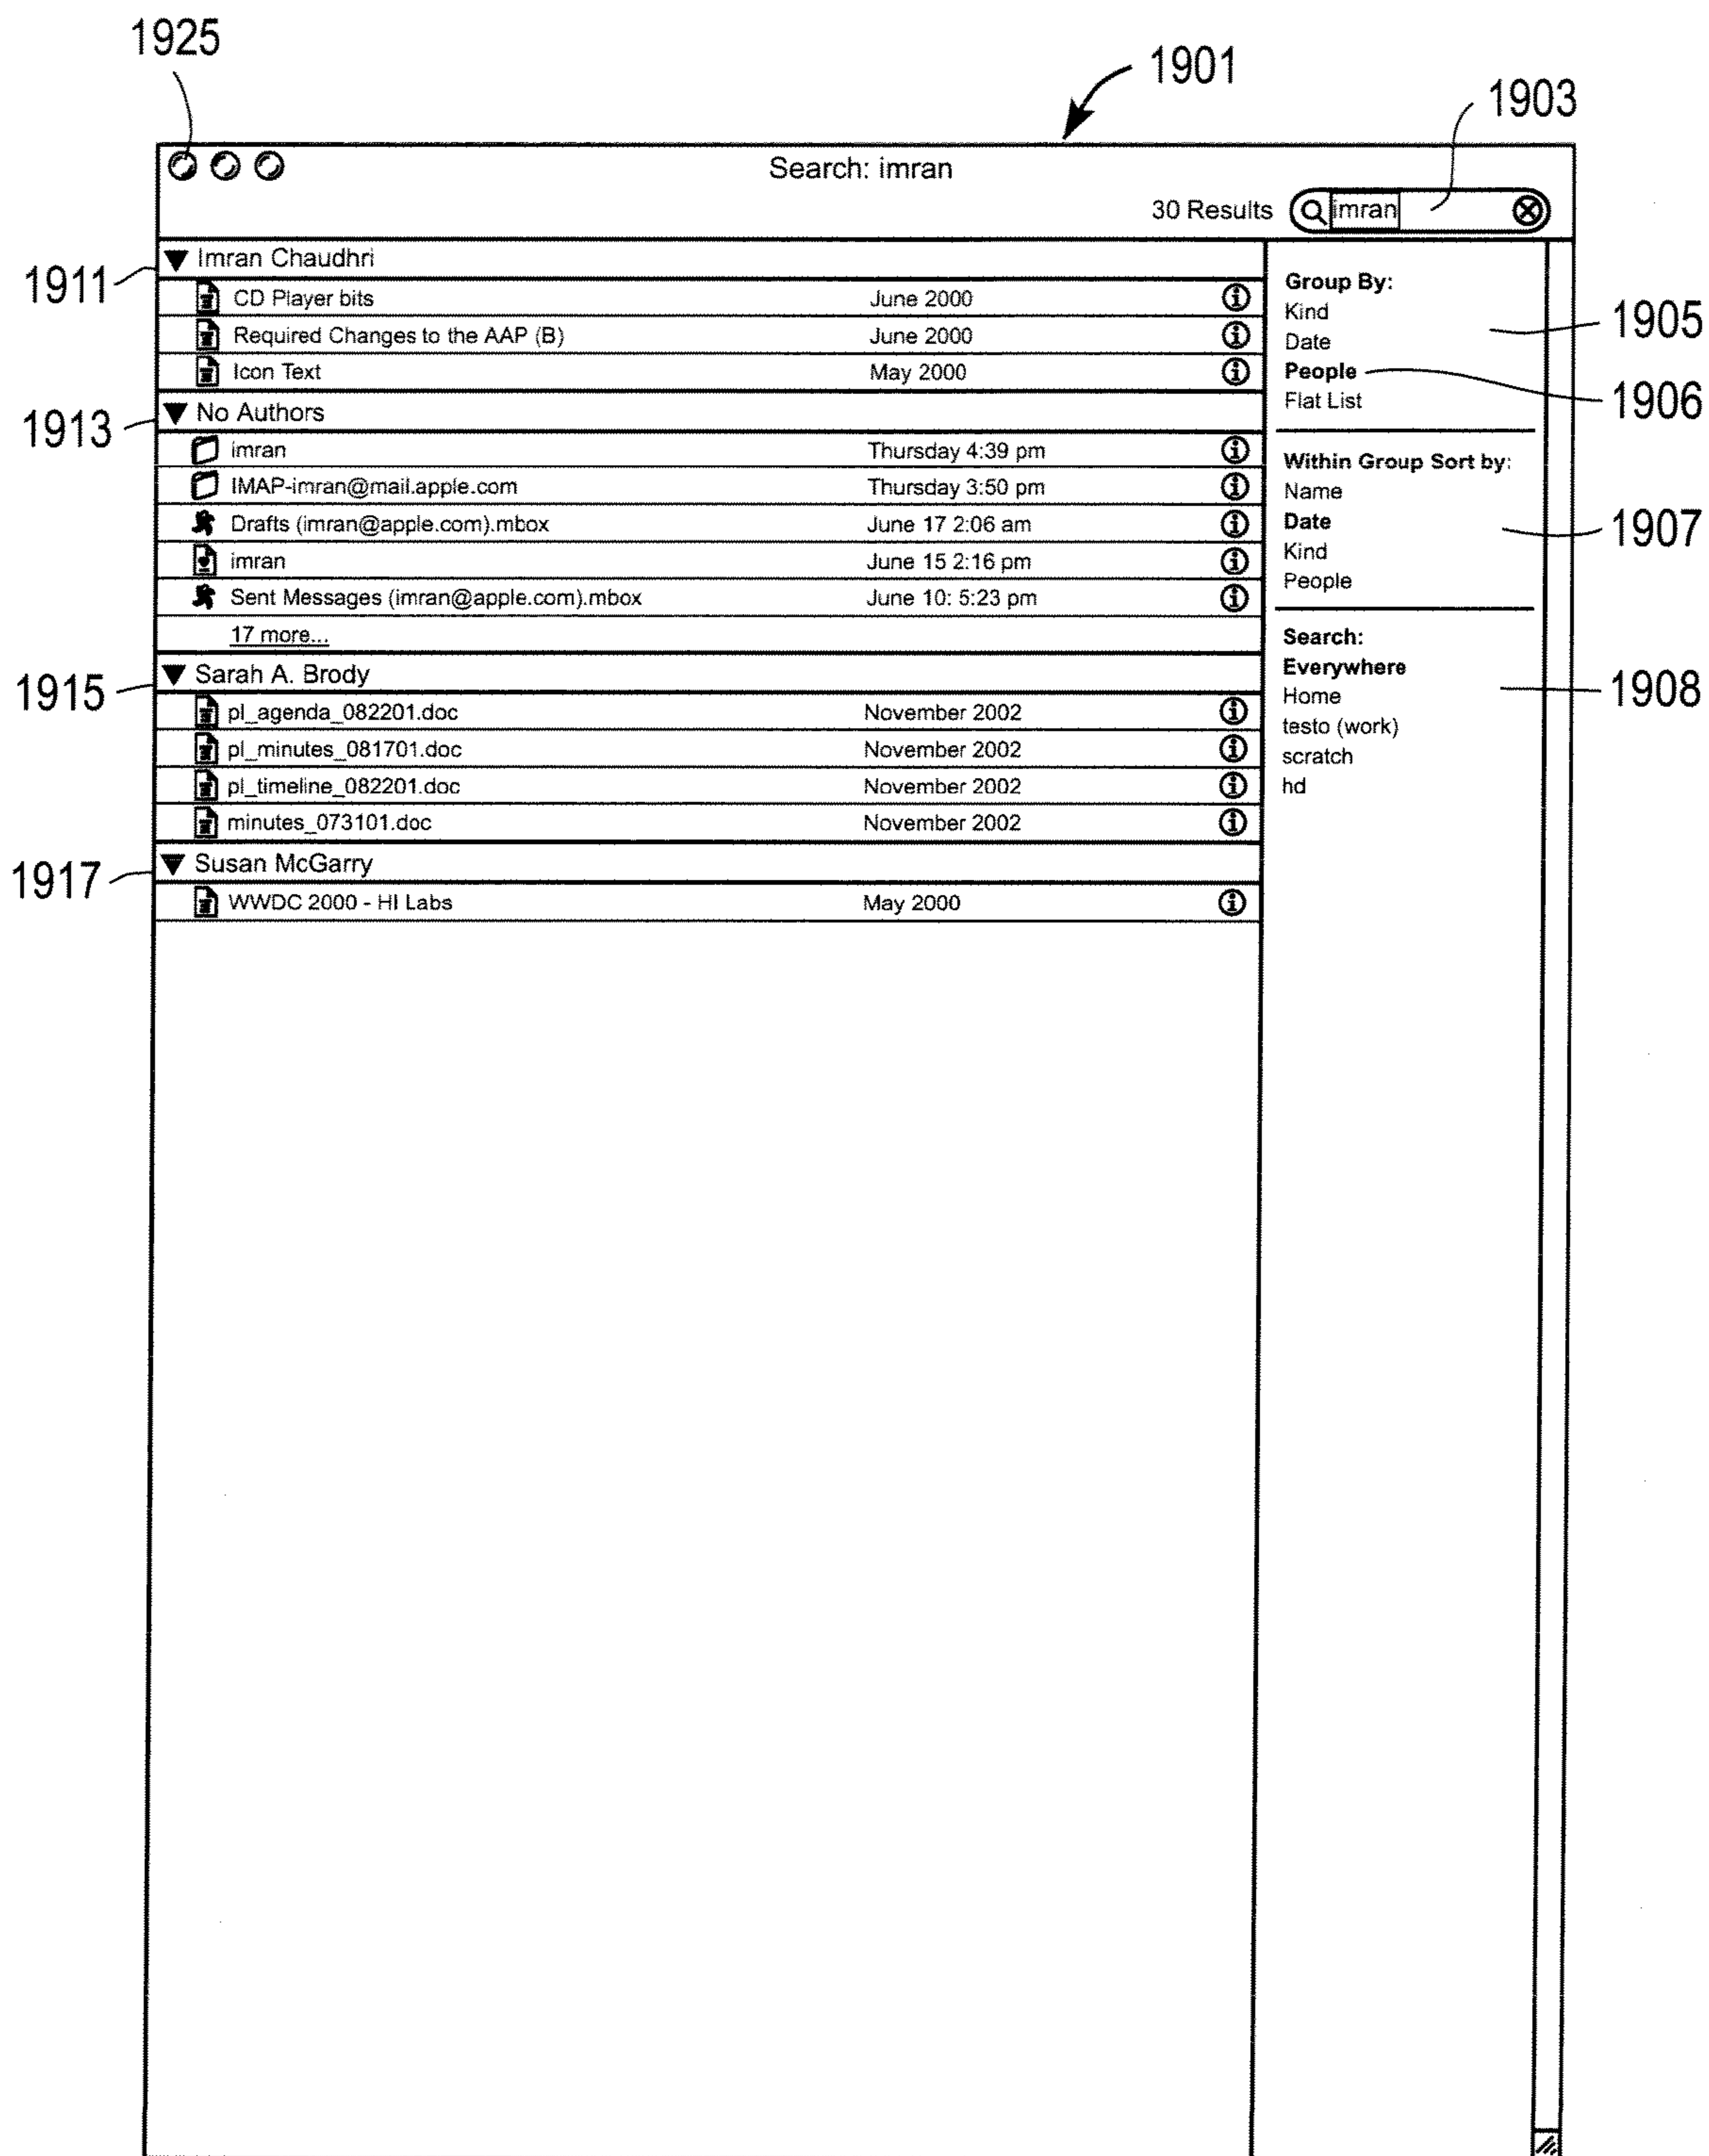 1925
1901
1903
Search: imran
30 Results imran
1911
Imran Chaudhri
CD Player bits June 2000
Required Changes to the AAP (B) June 2000
Icon Text May 2000
1913
No Authors
imran Thursday 4:39 pm
IMAP-imran@mail.apple.com Thursday 3:50 pm
Drafts (imran@apple.com).mbox June 17 2:06 am
imran June 15 2:16 pm
Sent Messages (imran@apple.com).mbox June 10: 5:23 pm
17 more...
1915
Sarah A. Brody
pl_agenda_082201.doc November 2002
pl_minutes_081701.doc November 2002
pl_timeline_082201.doc November 2002
minutes_073101.doc November 2002
1917
Susan McGarry
WWDC 2000 - HI Labs May 2000
Group By:
Kind
Date
People
Flat List
1905
1906
Within Group Sort by:
Name
Date
Kind
People
1907
Search:
Everywhere
Home
testo (work)
scratch
hd
1908